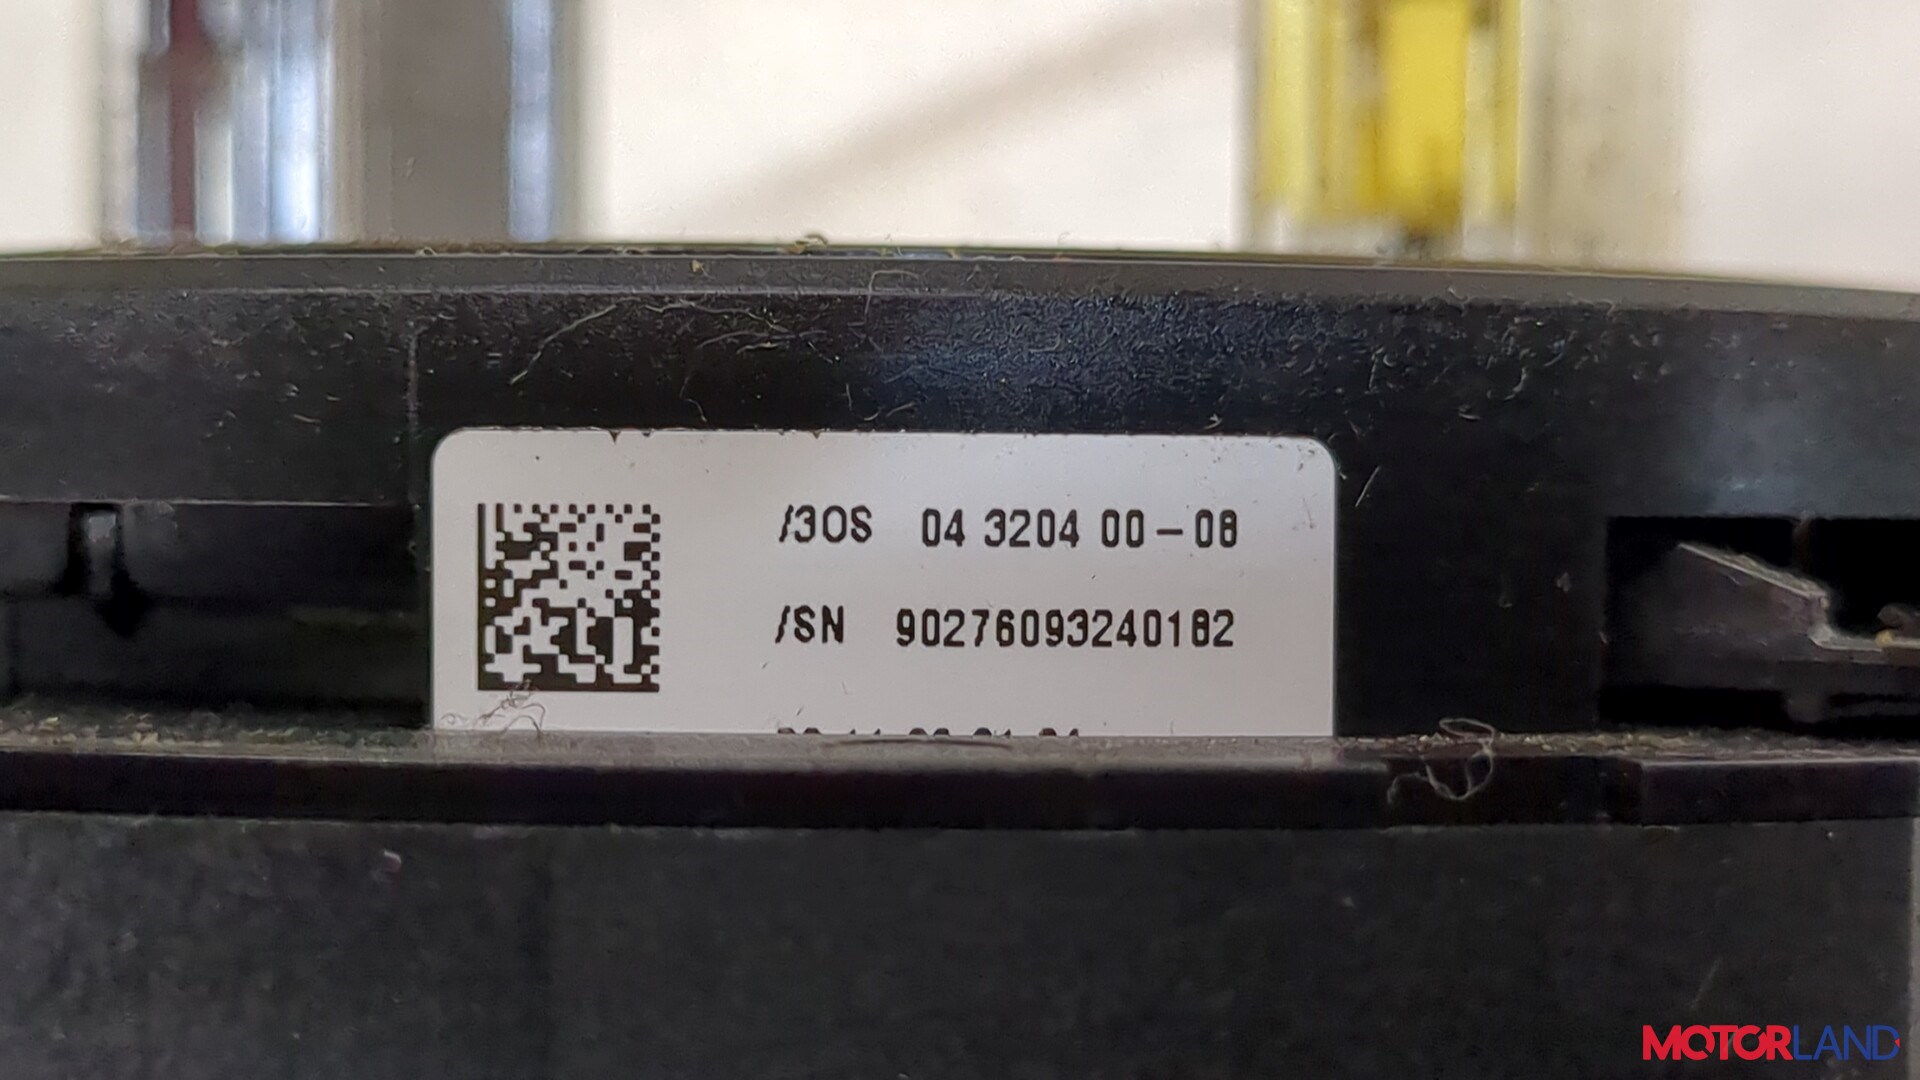 /3OS 04 3204 00-08
/SN 90276093240182
MOTORLAND